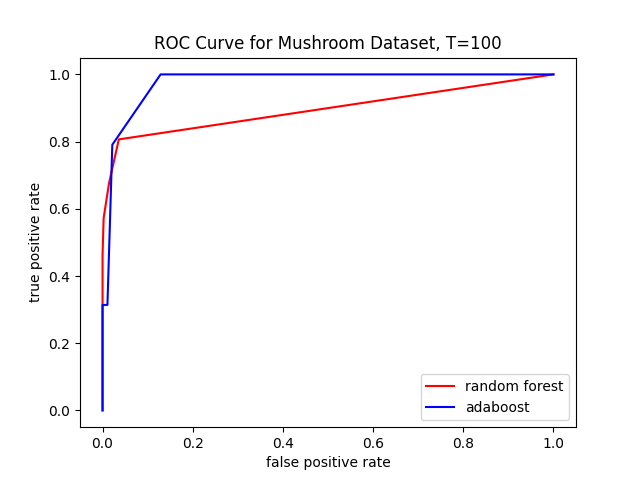 ROC Curve for Mushroom Dataset, T=100
true positive rate
1.0
0.8
0.6
0.4
0.2
0.0
0.0 0.2 0.4 0.6 0.8 1.0
false positive rate
random forest
adaboost